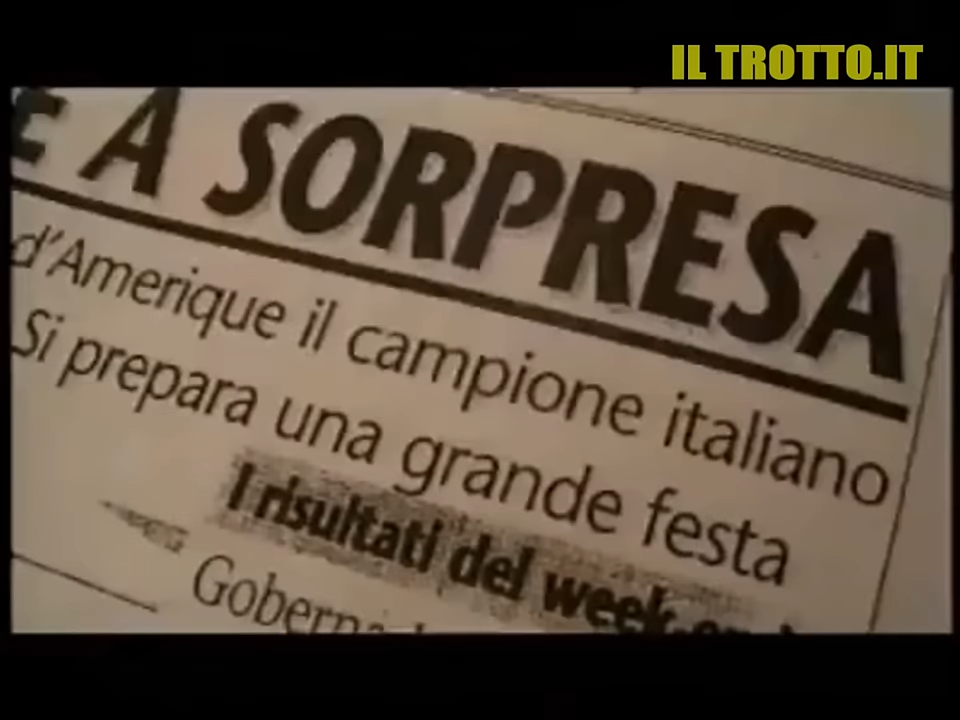 IL TROTTO.IT
E A SORPRESA
d'Amerique il campione italiano
Si prepara una grande festa
I risultati del